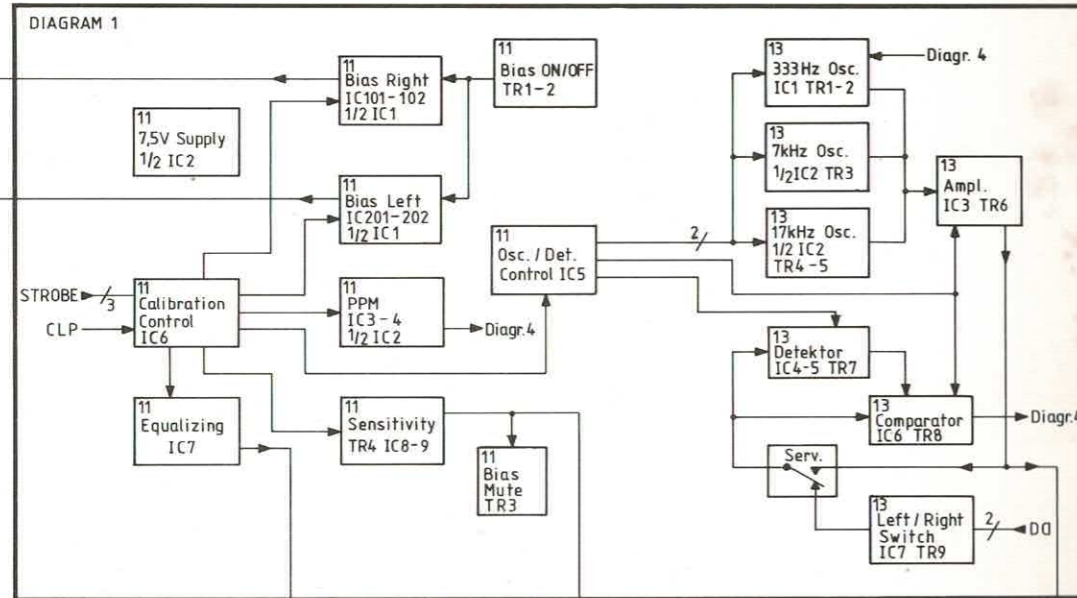 DIAGRAM 1
11
Bias Right
IC101-102
1/2 IC1
11
Bias ON/OFF
TR1-2
13
333Hz Osc.
IC1 TR1-2
Diagr. 4
11
7,5V Supply
1/2 IC2
13
7kHz Osc.
1/2 IC2 TR3
13
Ampl.
IC3 TR6
11
Bias Left
IC201-202
1/2 IC1
11
Osc. / Det.
Control IC5
2
13
17kHz Osc.
1/2 IC2
TR4-5
STROBE
3
CLP
11
Calibration
Control
IC6
11
PPM
IC3-4
1/2 IC2
Diagr.4
13
Detektor
IC4-5 TR7
11
Equalizing
IC7
11
Sensitivity
TR4 IC8-9
13
Comparator
IC6 TR8
Diagr.4
11
Bias
Mute
TR3
Serv.
13
Left / Right
Switch
IC7 TR9
2